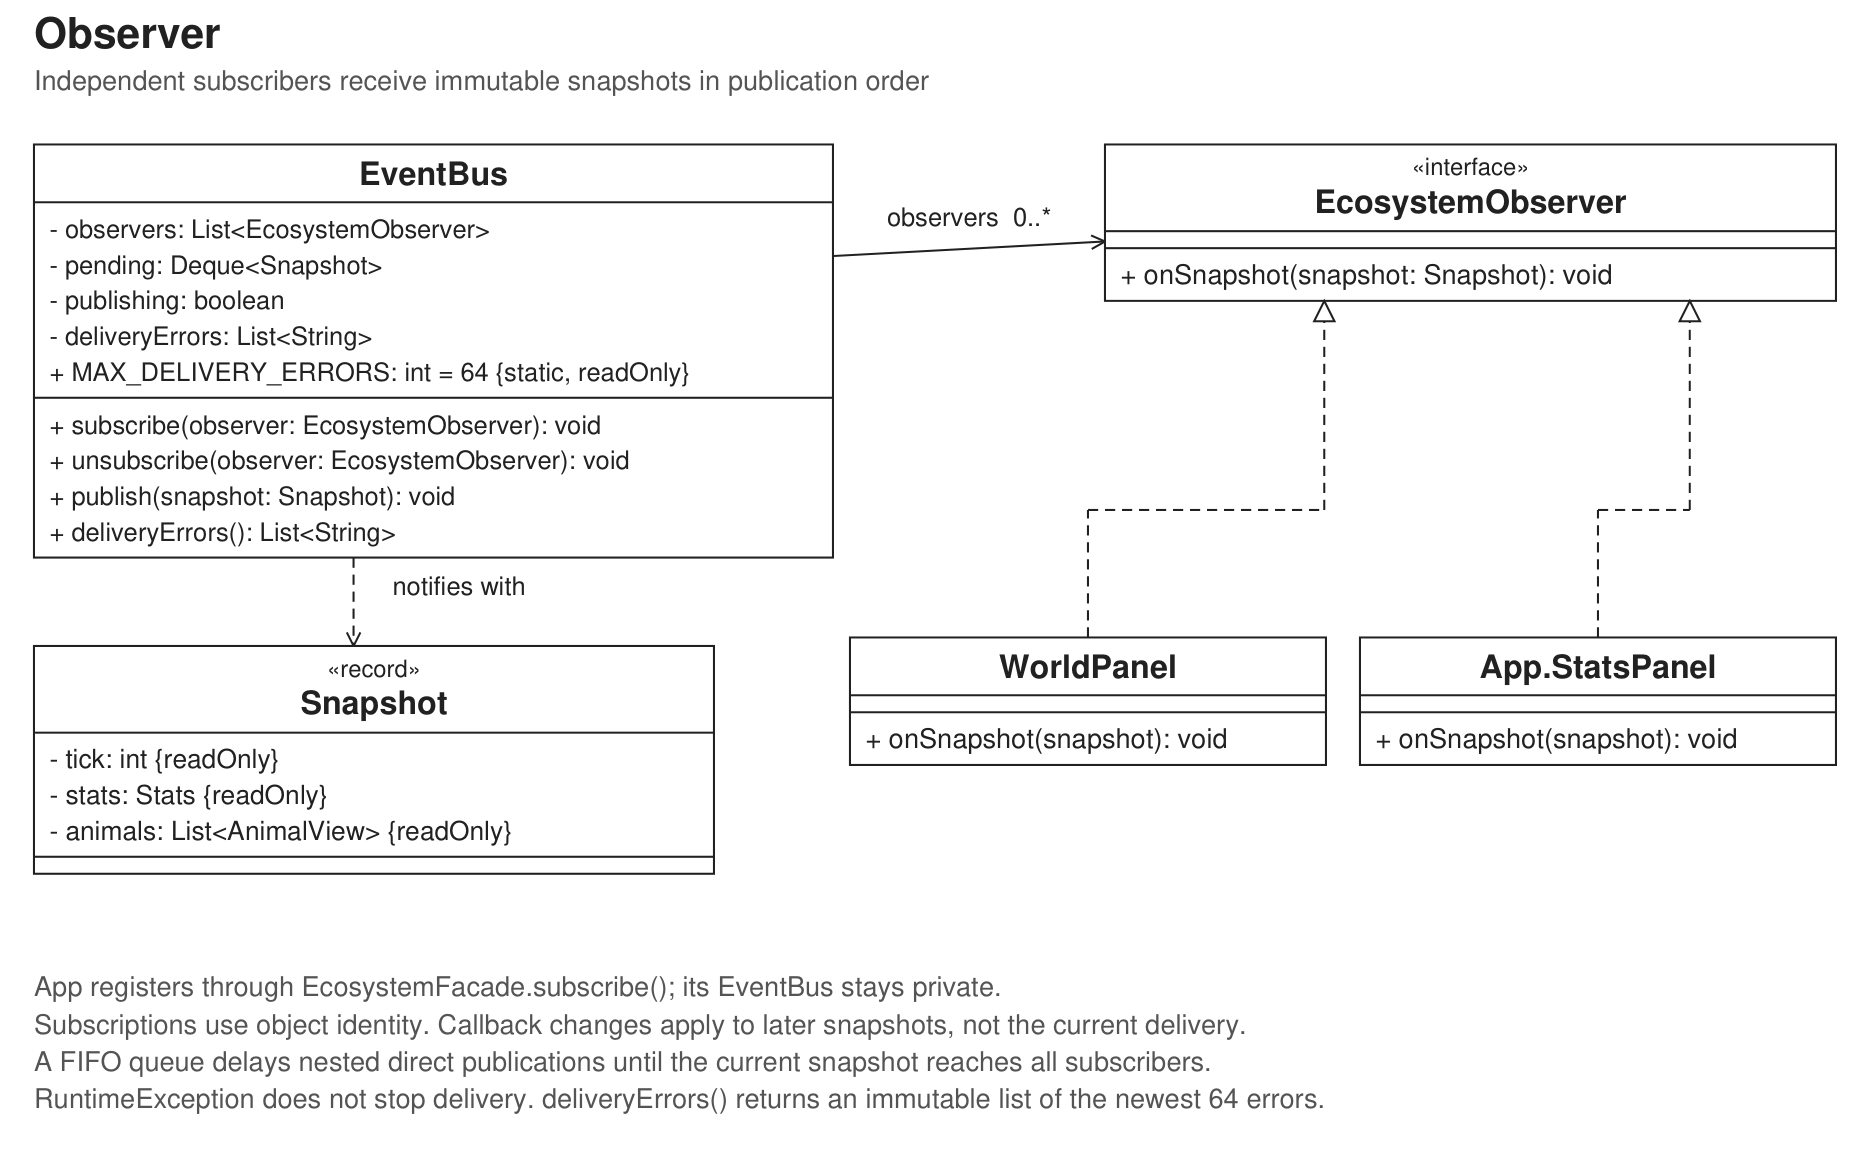 Observer
Independent subscribers receive immutable snapshots in publication order
EventBus
- observers: List<EcosystemObserver>
- pending: Deque<Snapshot>
- publishing: boolean
- deliveryErrors: List<String>
+ MAX_DELIVERY_ERRORS: int = 64 {static, readOnly}
+ subscribe(observer: EcosystemObserver): void
+ unsubscribe(observer: EcosystemObserver): void
+ publish(snapshot: Snapshot): void
+ deliveryErrors(): List<String>
observers 0..*
«interface»
EcosystemObserver
+ onSnapshot(snapshot: Snapshot): void
notifies with
«record»
Snapshot
- tick: int {readOnly}
- stats: Stats {readOnly}
- animals: List<AnimalView> {readOnly}
WorldPanel
+ onSnapshot(snapshot): void
App.StatsPanel
+ onSnapshot(snapshot): void
App registers through EcosystemFacade.subscribe(); its EventBus stays private.
Subscriptions use object identity. Callback changes apply to later snapshots, not the current delivery.
A FIFO queue delays nested direct publications until the current snapshot reaches all subscribers.
RuntimeException does not stop delivery. deliveryErrors() returns an immutable list of the newest 64 errors.